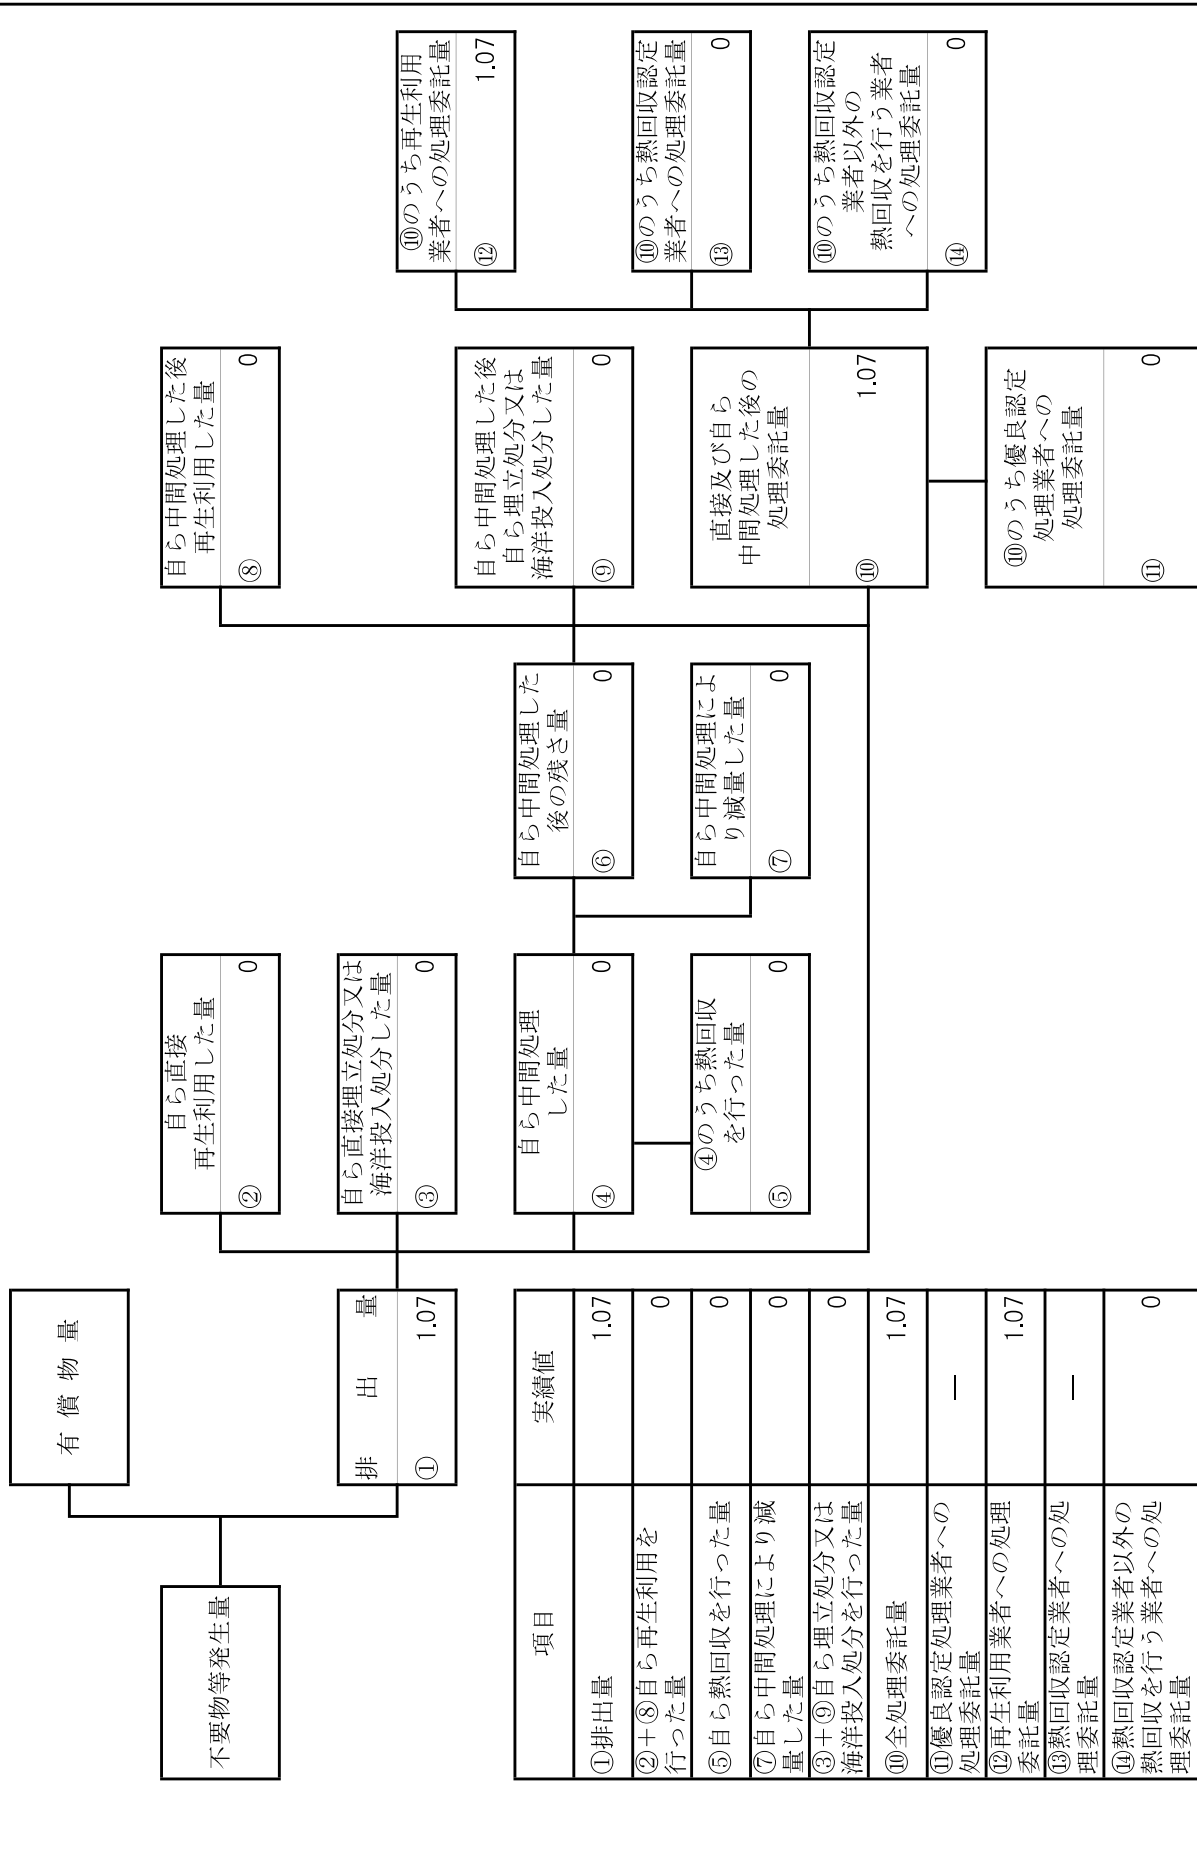 有償物量
不要物等発生量
排出量
① 1.07
自ら直接
再生利用した量
② 0
自ら直接埋立処分又は
海洋投入処分した量
③ 0
自ら中間処理
した量
④ 0
④のうち熱回収
を行った量
⑤ 0
自ら中間処理した
後の残さ量
⑥ 0
自ら中間処理によ
り減量した量
⑦ 0
自ら中間処理した後
再生利用した量
⑧ 0
自ら中間処理した後
自ら埋立処分又は
海洋投入処分した量
⑨ 0
直接及び自ら
中間処理した後の
処理委託量
⑩ 1.07
⑩のうち優良認定
処理業者への
処理委託量
⑪ 0
⑩のうち再生利用
業者への処理委託量
⑫ 1.07
⑩のうち熱回収認定
業者への処理委託量
⑬ 0
⑩のうち熱回収認定
業者以外の
熱回収を行う業者
への処理委託量
⑭ 0
項目 実績値
①排出量 1.07
②+⑧自ら再生利用を
行った量 0
⑤自ら熱回収を行った量 0
⑦自ら中間処理により減
量した量 0
③+⑨自ら埋立処分又は
海洋投入処分を行った量 0
⑩全処理委託量 1.07
⑪優良認定処理業者への
処理委託量 ―
⑫再生利用業者への処理
委託量 1.07
⑬熱回収認定業者への処
理委託量 ―
⑭熱回収認定業者以外の
熱回収を行う業者への処
理委託量 0